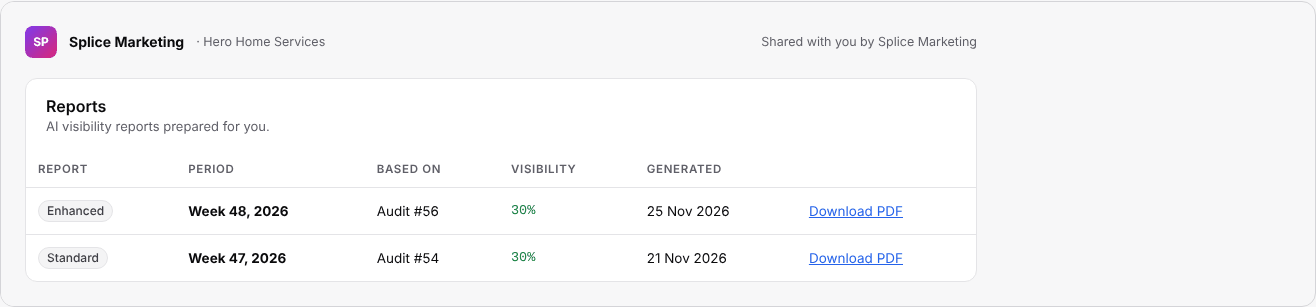 SP Splice Marketing · Hero Home Services Shared with you by Splice Marketing
Reports
AI visibility reports prepared for you.
REPORT PERIOD BASED ON VISIBILITY GENERATED
Enhanced Week 48, 2026 Audit #56 30% 25 Nov 2026 Download PDF
Standard Week 47, 2026 Audit #54 30% 21 Nov 2026 Download PDF